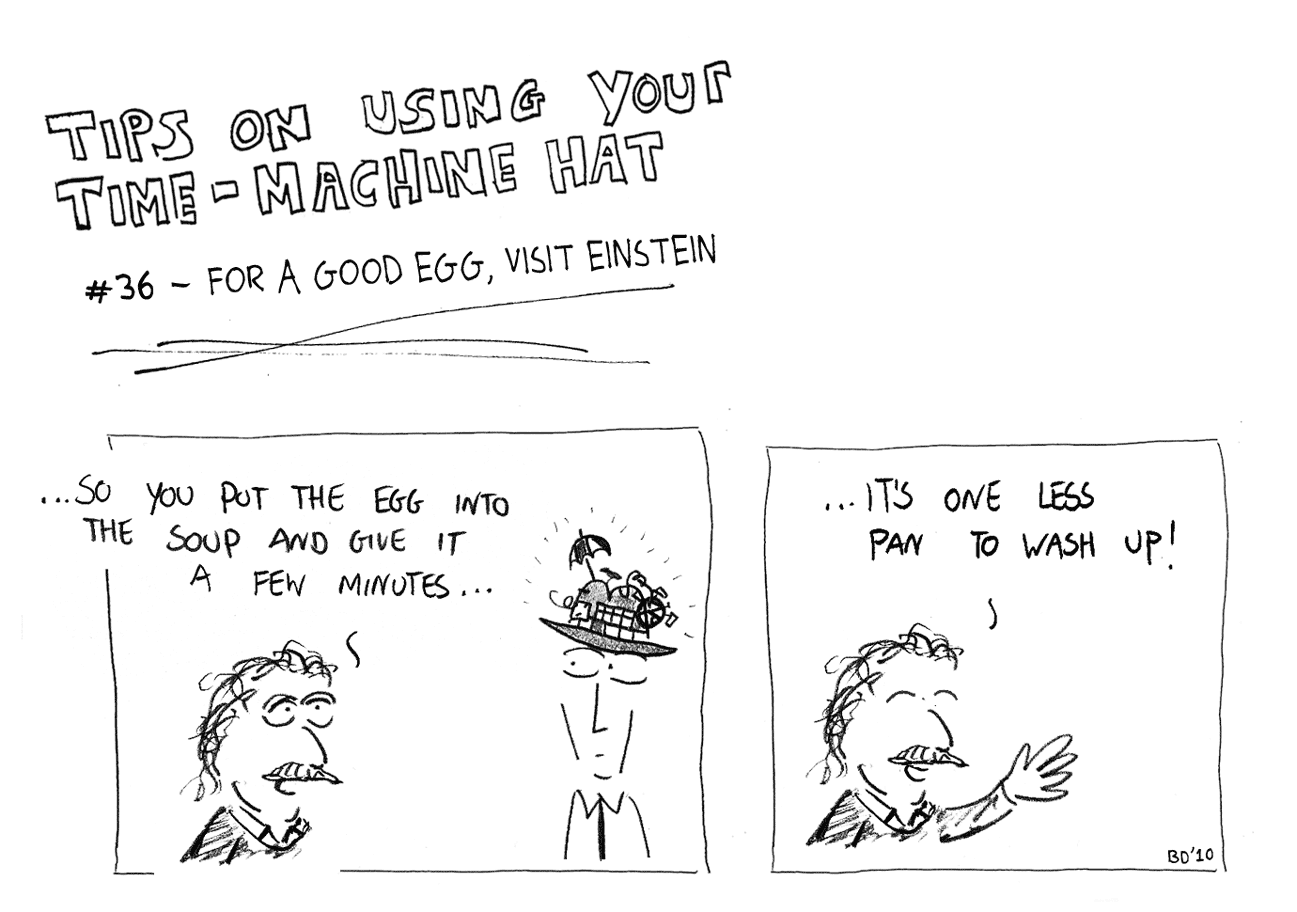 TIPS ON USING YOUR
TIME-MACHINE HAT
#36 - FOR A GOOD EGG, VISIT EINSTEIN
...SO YOU PUT THE EGG INTO
THE SOUP AND GIVE IT
A FEW MINUTES...
...IT'S ONE LESS
PAN TO WASH UP!
BD'10